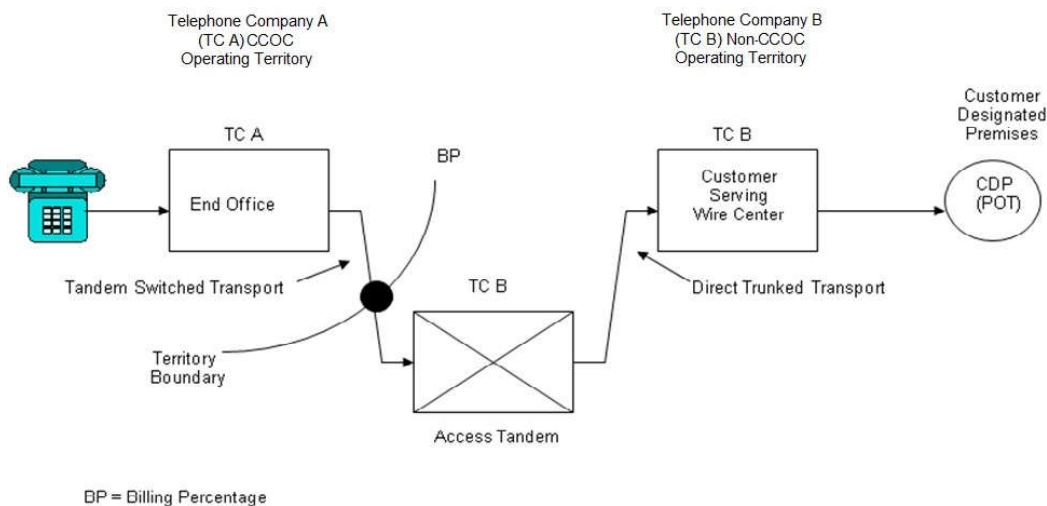 Telephone Company A
(TC A) CCOC
Operating Territory
Telephone Company B
(TC B) Non-CCOC
Operating Territory
Customer
Designated
Premises
TC A
BP
TC B
End Office
Customer
Serving
Wire Center
CDP
(POT)
Tandem Switched Transport
TC B
Direct Trunked Transport
Territory
Boundary
Access Tandem
BP = Billing Percentage